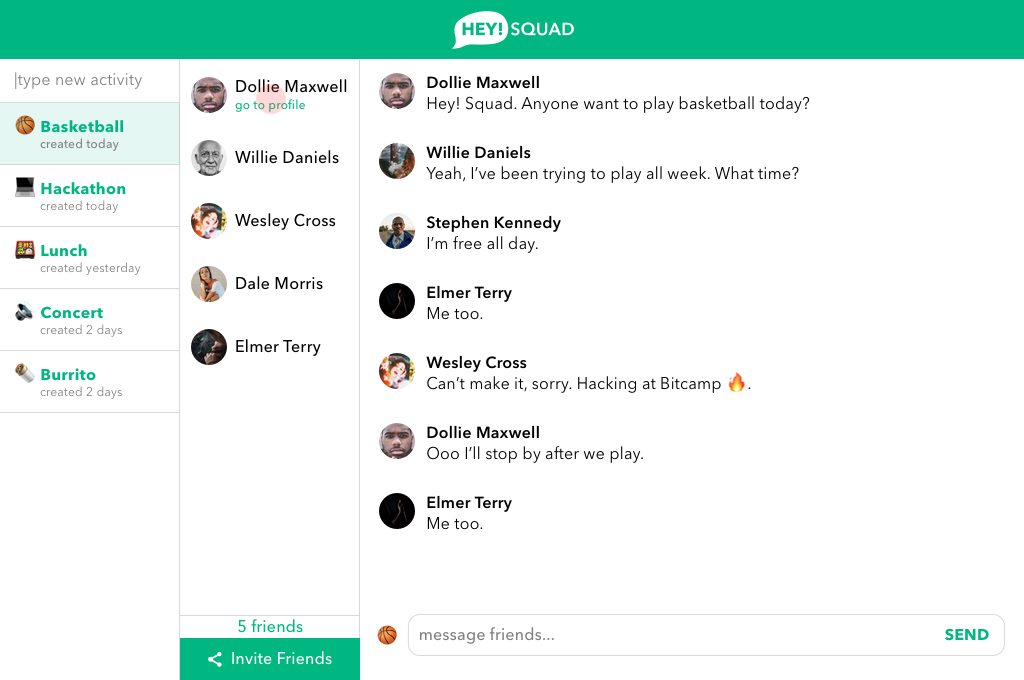 HEY! SQUAD
type new activity
Basketball
created today
Hackathon
created today
Lunch
created yesterday
Concert
created 2 days
Burrito
created 2 days
Dollie Maxwell
go to profile
Willie Daniels
Wesley Cross
Dale Morris
Elmer Terry
5 friends
Invite Friends
Dollie Maxwell
Hey! Squad. Anyone want to play basketball today?
Willie Daniels
Yeah, I’ve been trying to play all week. What time?
Stephen Kennedy
I’m free all day.
Elmer Terry
Me too.
Wesley Cross
Can’t make it, sorry. Hacking at Bitcamp 🔥.
Dollie Maxwell
Ooo I’ll stop by after we play.
Elmer Terry
Me too.
message friends...
SEND